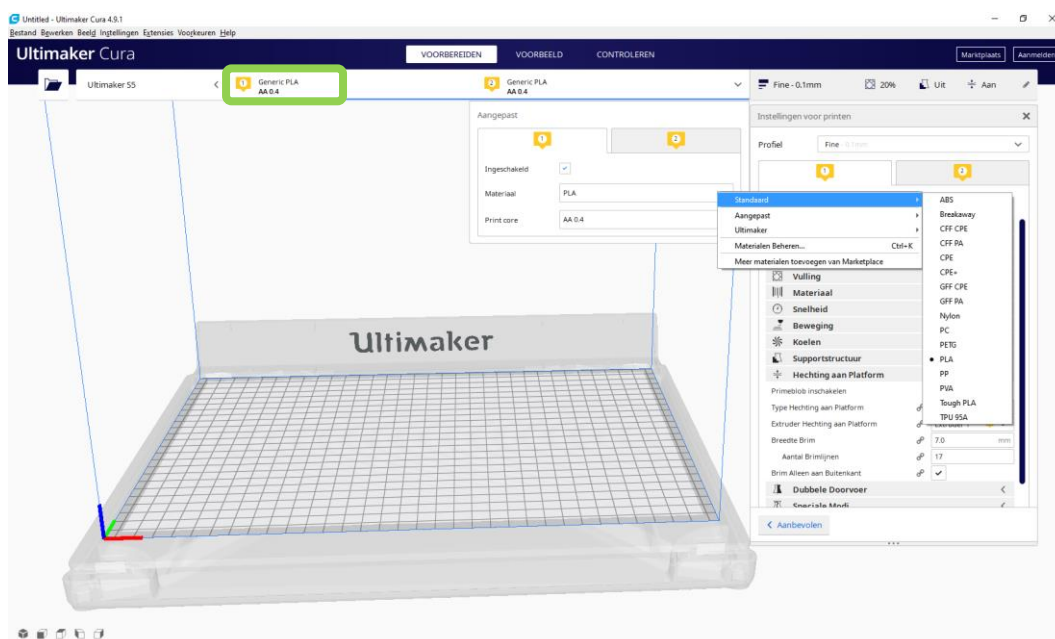 Untitled - Ultimaker Cura 4.9.1
Bestand Bewerken Beeld Instellingen Extensies Voorkeuren Help
Ultimaker Cura VOORBEREIDEN VOORBEELD CONTROLEREN Marktplaats Aanmelden
Ultimaker S5 1 Generic PLA AA 0.4 2 Generic PLA AA 0.4 Fine - 0.1mm 20% Uit Aan
Aangepast
1 2
Ingeschakeld
Materiaal PLA
Print core AA 0.4
Instellingen voor printen
Profiel Fine - 0.1mm
1 2
Standaard
Aangepast
Ultimaker
Materialen Beheren... Ctrl+K
Meer materialen toevoegen van Marketplace
ABS
Breakaway
CFF CPE
CFF PA
CPE
CPE+
GFF CPE
GFF PA
Nylon
PC
PETG
PLA
PP
PVA
Tough PLA
TPU 95A
Vulling
Materiaal
Snelheid
Beweging
Koelen
Supportstructuur
Hechting aan Platform
Primeblob inschakelen
Type Hechting aan Platform
Extruder Hechting aan Platform
Breedte Brim 7.0 mm
Aantal Brimlijnen 17
Brim Alleen aan Buitenkant
Dubbele Doorvoer
Speciale Modi
Aanbevolen
Ultimaker